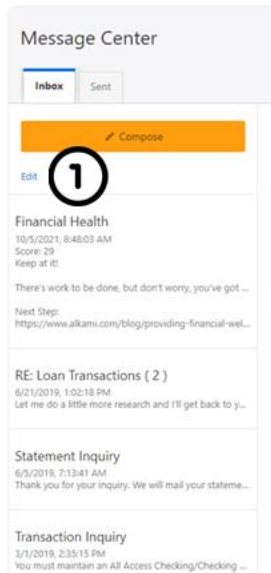 Message Center
Inbox Sent
Compose
Edit 1
Financial Health
10/5/2021, 8:48:03 AM
Score: 29
Keep at it!
There's work to be done, but don't worry, you've got ...
Next Step:
https://www.alkami.com/blog/providing-financial-wel...
RE: Loan Transactions ( 2 )
6/21/2019, 1:02:18 PM
Let me do a little more research and I'll get back to y...
Statement Inquiry
6/5/2019, 7:13:41 AM
Thank you for your inquiry. We will mail your stateme...
Transaction Inquiry
3/1/2019, 2:35:15 PM
You must maintain an All Access Checking/Checking ...